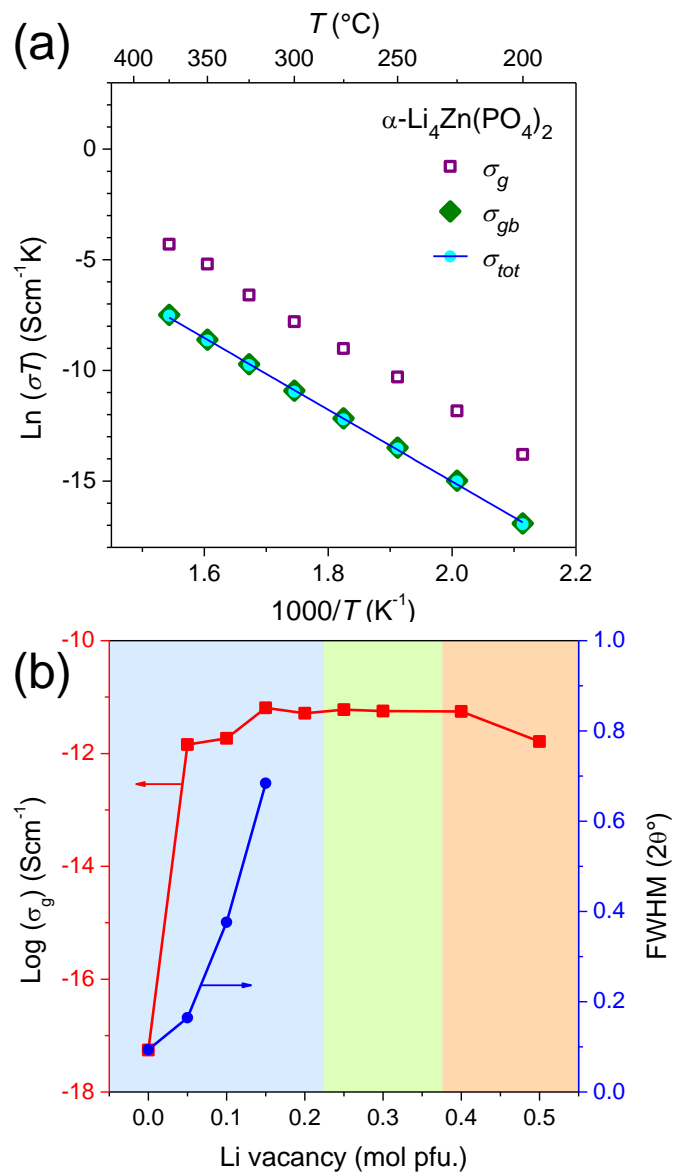 (a)
T (°C)
400 350 300 250 200
α-Li₄Zn(PO₄)₂
σg
σgb
σtot
Ln (σT) (Scm⁻¹K)
0
-5
-10
-15
1.6 1.8 2.0 2.2
1000/T (K⁻¹)
(b)
Log (σg) (Scm⁻¹)
-10
-12
-14
-16
-18
1.0
0.8
0.6
0.4
0.2
0.0
FWHM (2θ°)
0.0 0.1 0.2 0.3 0.4 0.5
Li vacancy (mol pfu.)